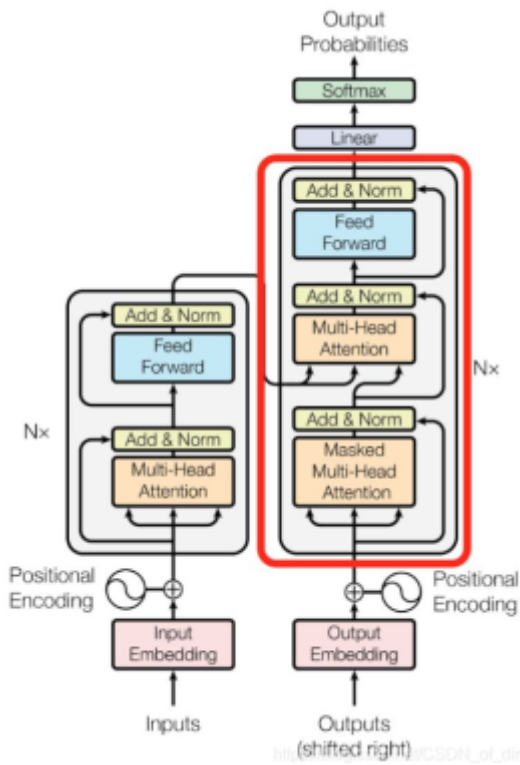 Output
Probabilities
Softmax
Linear
Add & Norm
Feed
Forward
Add & Norm
Multi-Head
Attention
Nx
Add & Norm
Masked
Multi-Head
Attention
Add & Norm
Feed
Forward
Nx
Add & Norm
Multi-Head
Attention
Positional
Encoding
Positional
Encoding
Input
Embedding
Output
Embedding
Inputs
Outputs
(shifted right)